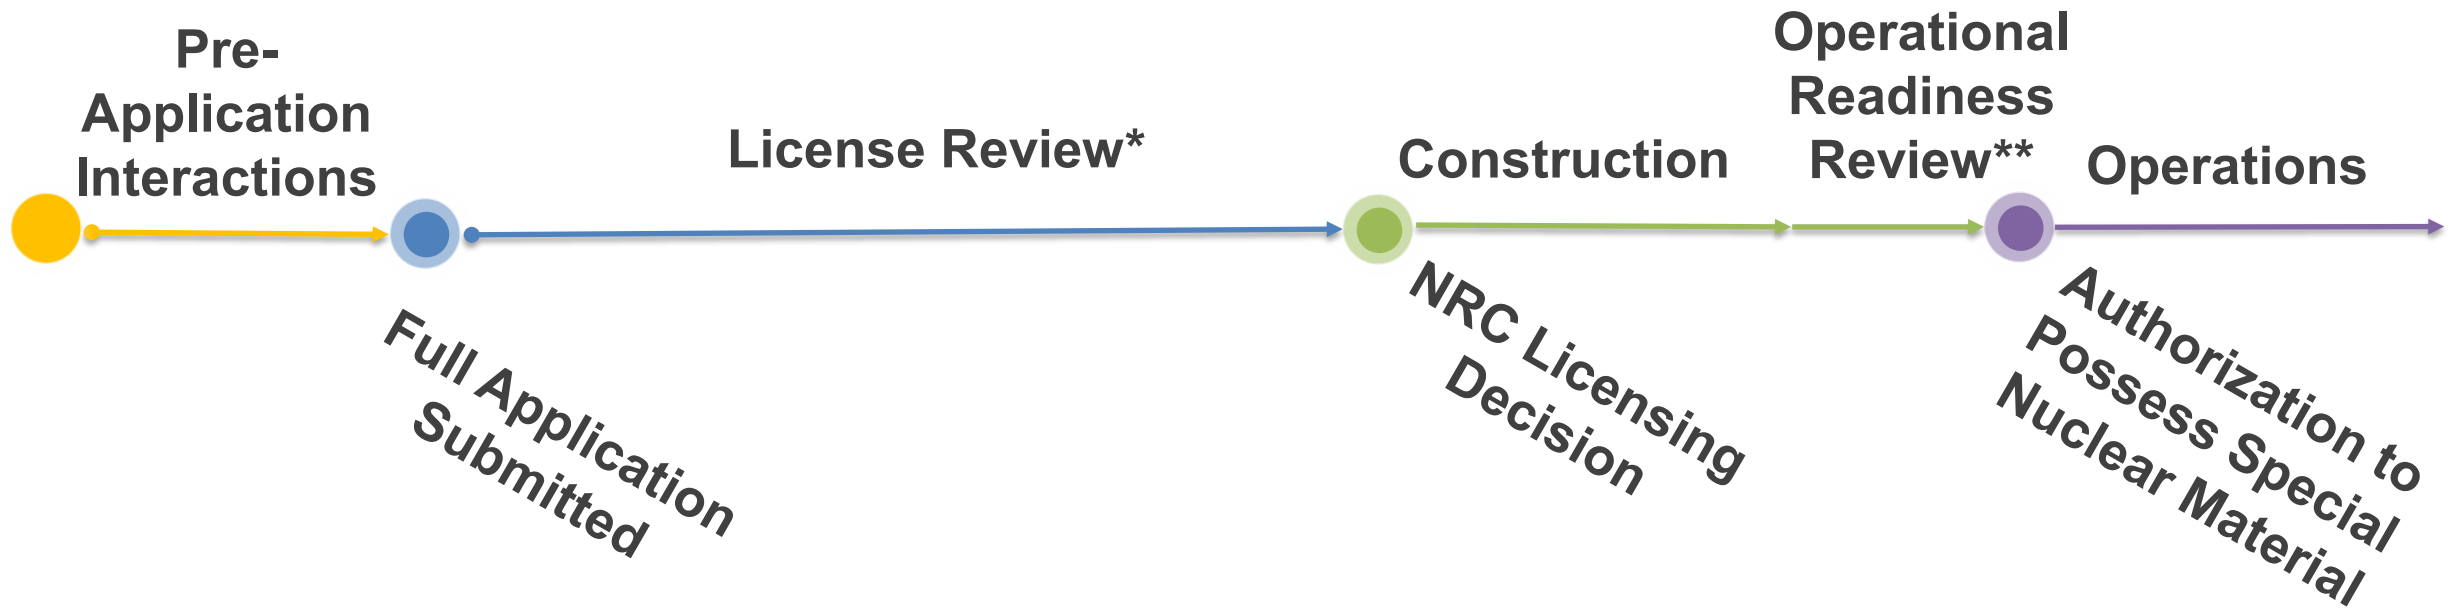 Pre-
Application
Interactions
License Review*
Construction
Operational
Readiness
Review**
Operations
Full Application
Submitted
NRC Licensing
Decision
Authorization to
Possess Special
Nuclear Material